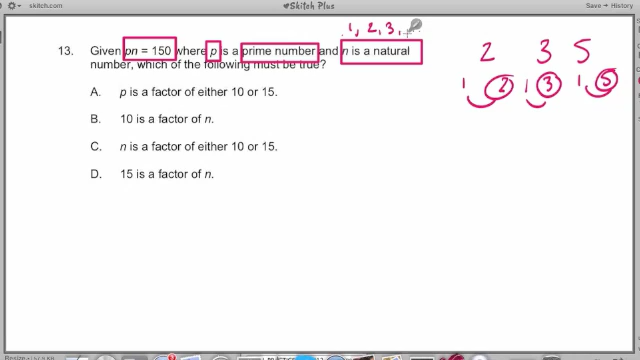 skitch.com
Skitch Plus
Save → History
1, 2, 3,
13. Given pn = 150 where p is a prime number and n is a natural
number, which of the following must be true?
A. p is a factor of either 10 or 15.
B. 10 is a factor of n.
C. n is a factor of either 10 or 15.
D. 15 is a factor of n.
2 3 5
1 2 1 3 1 5